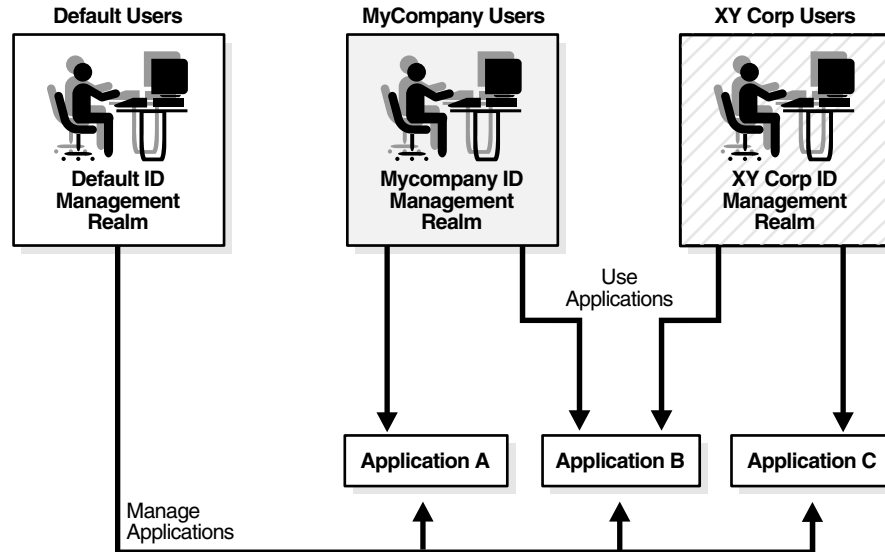 Default Users
MyCompany Users
XY Corp Users
Default ID
Management
Realm
Mycompany ID
Management
Realm
XY Corp ID
Management
Realm
Use
Applications
Application A
Application B
Application C
Manage
Applications